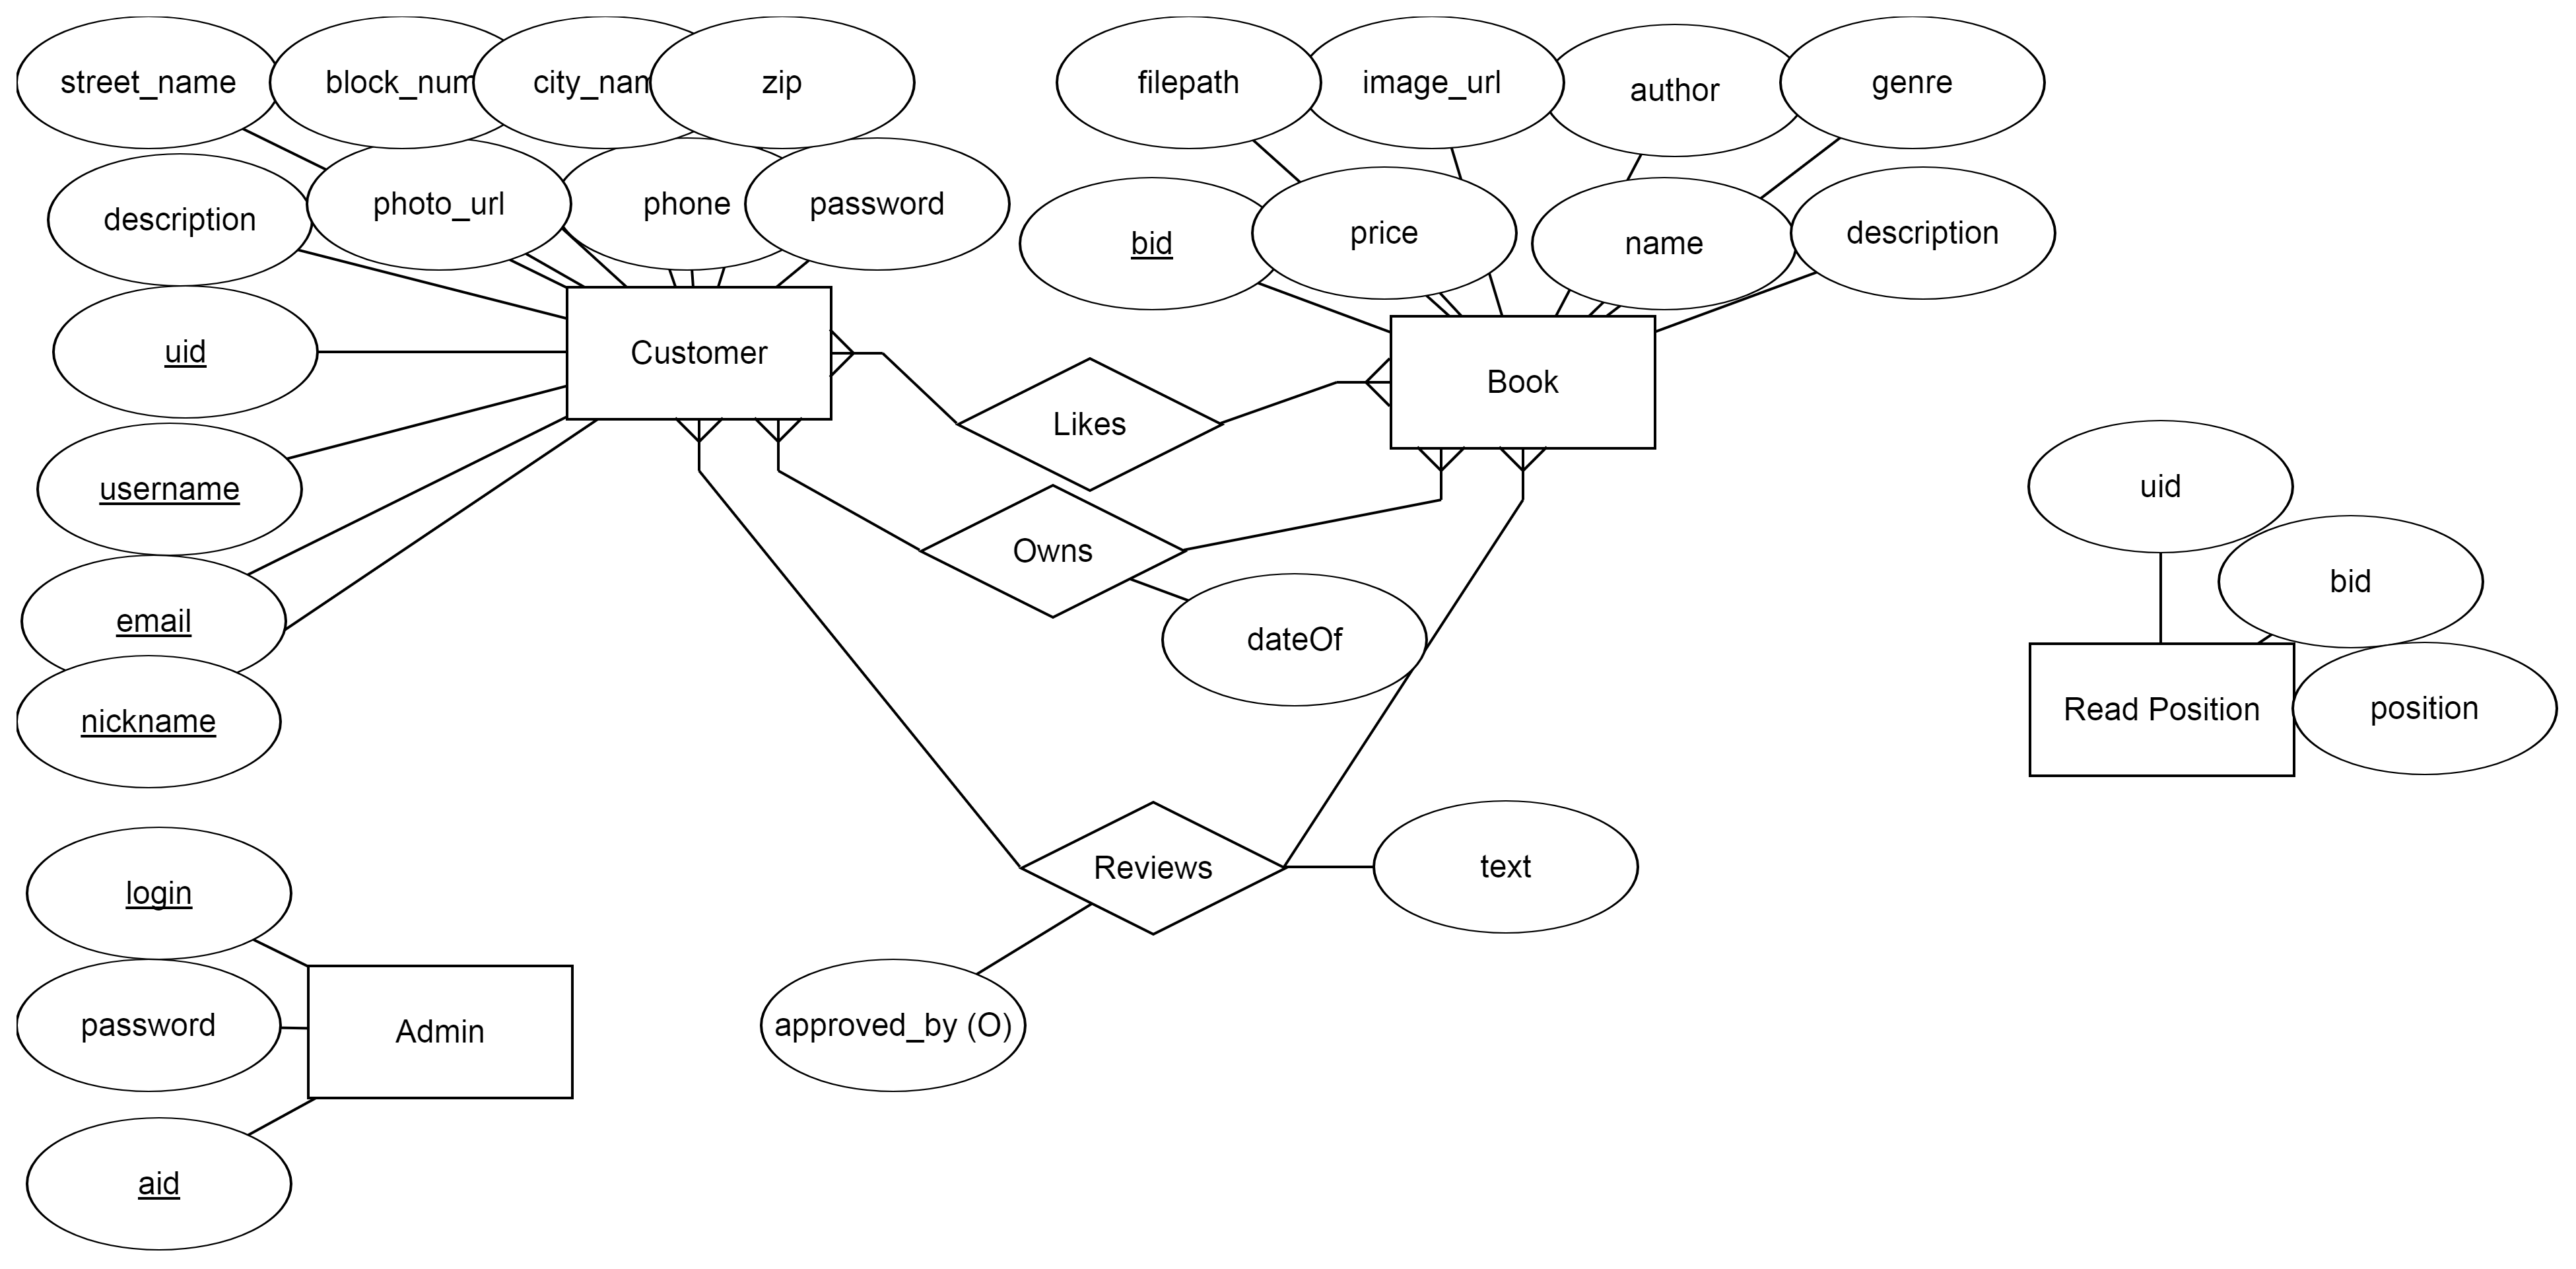 street_name
block_num
city_nam
zip
filepath
image_url
author
genre
description
photo_url
phone
password
bid
price
name
description
uid
Customer
Book
Likes
username
uid
Owns
bid
email
dateOf
nickname
Read Position
position
login
Reviews
text
password
Admin
approved_by (O)
aid